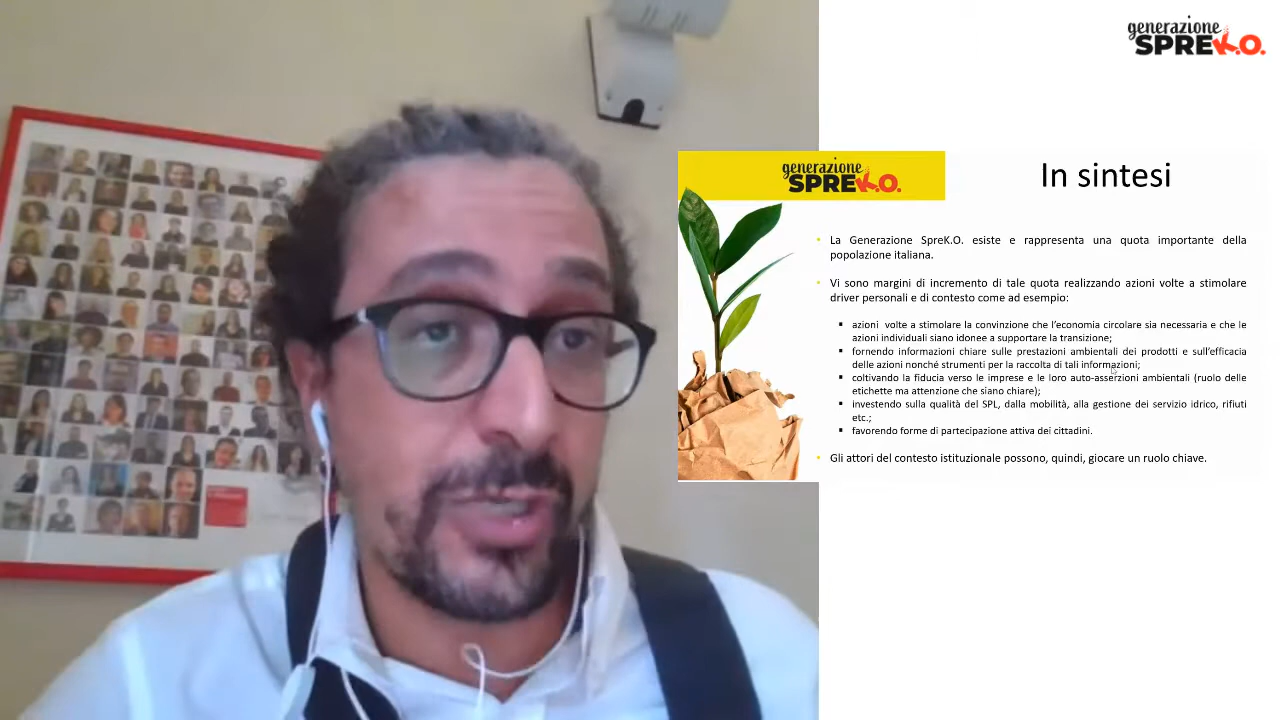 generazione
SPREK.O.
generazione
SPREK.O.
In sintesi
• La Generazione SpreK.O. esiste e rappresenta una quota importante della
popolazione italiana.
• Vi sono margini di incremento di tale quota realizzando azioni volte a stimolare
driver personali e di contesto come ad esempio:
▪ azioni volte a stimolare la convinzione che l'economia circolare sia necessaria e che le
azioni individuali siano idonee a supportare la transizione;
▪ fornendo informazioni chiare sulle prestazioni ambientali dei prodotti e sull'efficacia
delle azioni nonché strumenti per la raccolta di tali informazioni;
▪ coltivando la fiducia verso le imprese e le loro auto-asserzioni ambientali (ruolo delle
etichette ma attenzione che siano chiare);
▪ investendo sulla qualità del SPL, dalla mobilità, alla gestione dei servizio idrico, rifiuti
etc.;
▪ favorendo forme di partecipazione attiva dei cittadini.
• Gli attori del contesto istituzionale possono, quindi, giocare un ruolo chiave.